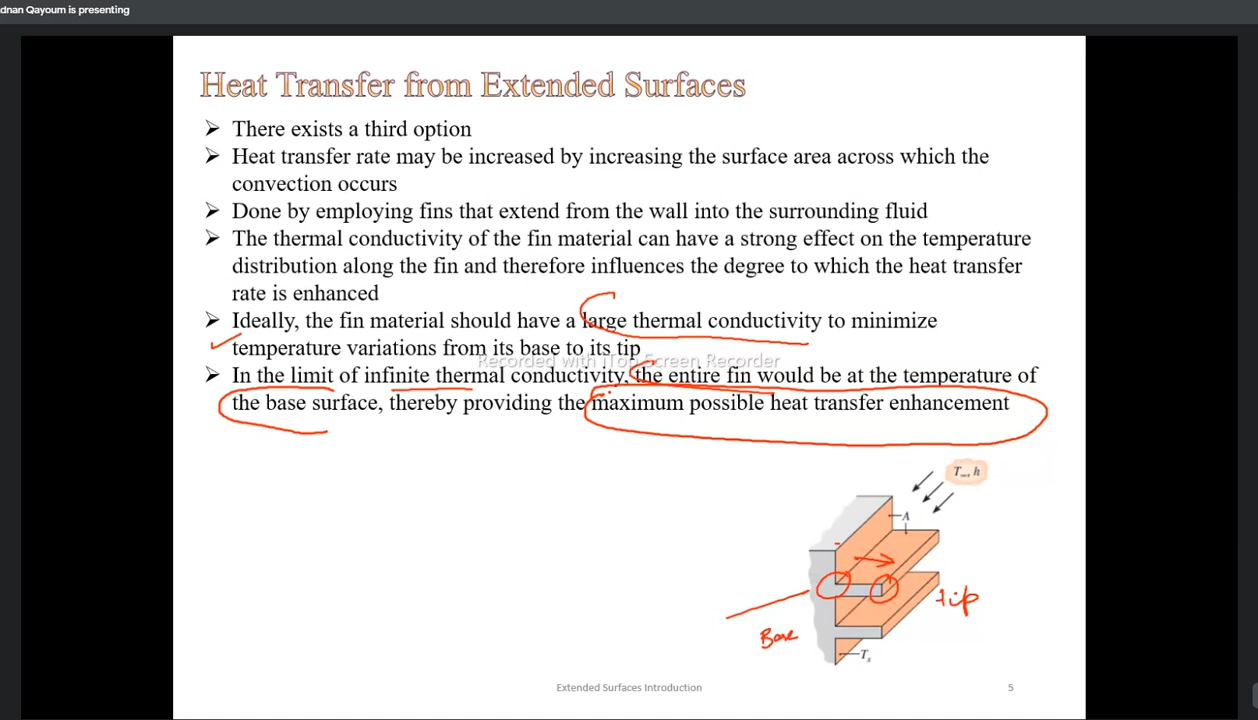 dnan Qayoum is presenting
Heat Transfer from Extended Surfaces
➢ There exists a third option
➢ Heat transfer rate may be increased by increasing the surface area across which the
convection occurs
➢ Done by employing fins that extend from the wall into the surrounding fluid
➢ The thermal conductivity of the fin material can have a strong effect on the temperature
distribution along the fin and therefore influences the degree to which the heat transfer
rate is enhanced
➢ Ideally, the fin material should have a large thermal conductivity to minimize
temperature variations from its base to its tip
Recorded with iTop Screen Recorder
➢ In the limit of infinite thermal conductivity, the entire fin would be at the temperature of
the base surface, thereby providing the maximum possible heat transfer enhancement
T∞, h
A
tip
Base
Ts
Extended Surfaces Introduction
5